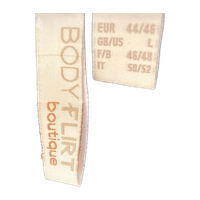 BODY FLIRT
boutique
EUR 44/46
GB/US L
F/B 46/48
IT 50/52